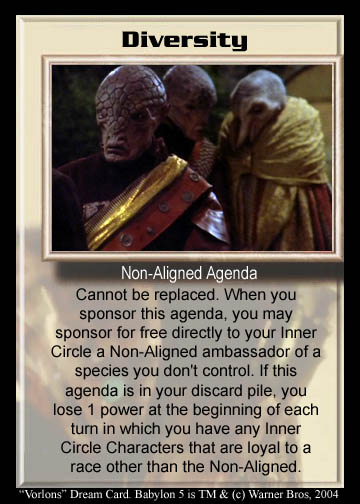 Diversity
Non-Aligned Agenda
Cannot be replaced. When you
sponsor this agenda, you may
sponsor for free directly to your Inner
Circle a Non-Aligned ambassador of a
species you don't control. If this
agenda is in your discard pile, you
lose 1 power at the beginning of each
turn in which you have any Inner
Circle Characters that are loyal to a
race other than the Non-Aligned.
"Vorlons" Dream Card. Babylon 5 is TM & (c) Warner Bros, 2004